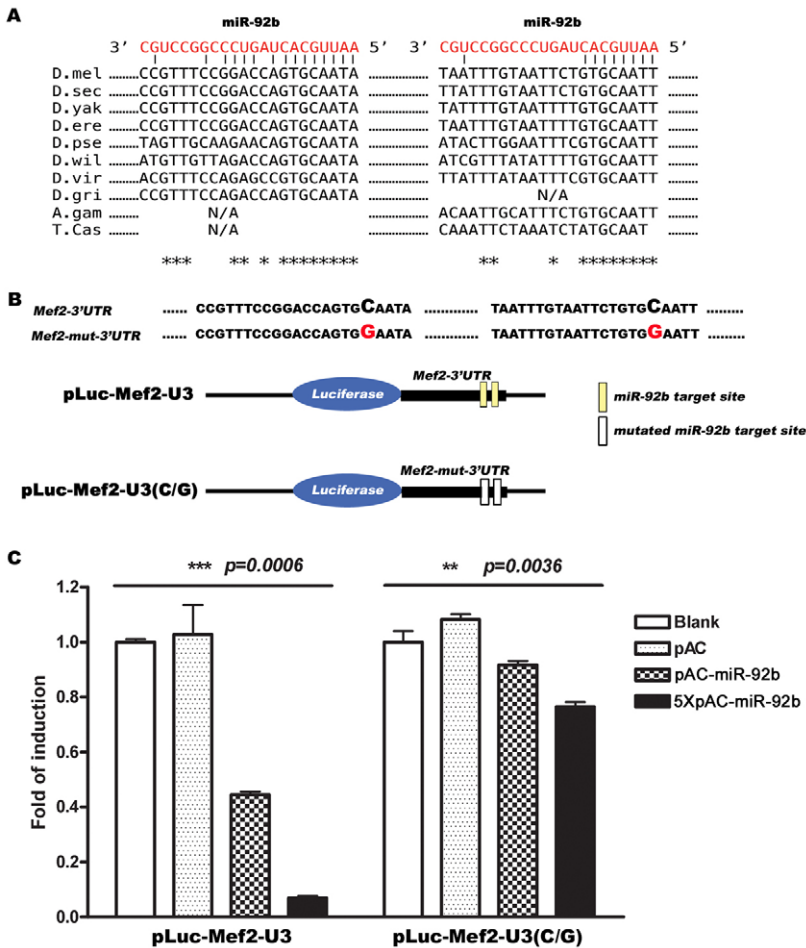 A
miR-92b miR-92b
3’ CGUCCGGCCCUGAUCACGUUAA 5’ 3’ CGUCCGGCCCUGAUCACGUUAA 5’
D.mel ..........CCGTTTCCGGACCAGTGCAATA .................... TAATTTGTAATTCTGTGCAATT ..........
D.sec ..........CCGTTTCCGGACCAGTGCAATA .................... TATTTTGTAATTCTGTGCAATT ..........
D.yak ..........CCGTTTCCGGACCAGTGCAATA .................... TATTTTGTAATTTTGTGCAATT ..........
D.ere ..........CCGTTTCCGGACCAGTGCAATA .................... TAATTTGTAATTTTGTGCAATT ..........
D.pse ..........TAGTTGCAAGAACAGTGCAATA .................... ATACTTGGAATTTCGTGCAATT ..........
D.wil ..........ATGTTGTTAGACCAGTGCAATA .................... ATCGTTTATATTTTGTGCAATT ..........
D.vir ..........ACGTTTCCAGAGCCGTGCAATA .................... TTATTTATAATTTCGTGCAATT ..........
D.gri ..........CCGTTTCCAGACCAGTGCAATA .................... N/A ..........
A.gam .......... N/A .................... ACAATTGCATTTCTGTGCAATT ..........
T.Cas .......... N/A .................... CAAATTCTAAATCTATGCAAT ..........
*** ** * ******** ** * ********
B
Mef2-3’UTR ...... CCGTTTCCGGACCAGTGCAATA ............. TAATTTGTAATTCTGTGCAATT .........
Mef2-mut-3’UTR ...... CCGTTTCCGGACCAGTGGAATA ............. TAATTTGTAATTCTGTGGAATT .........
pLuc-Mef2-U3 Luciferase Mef2-3’UTR
miR-92b target site
mutated miR-92b target site
pLuc-Mef2-U3(C/G) Luciferase Mef2-mut-3’UTR
C
*** p=0.0006 ** p=0.0036
1.2
1.0
0.8
0.6
0.4
0.2
0.0
Fold of induction
Blank
pAC
pAC-miR-92b
5XpAC-miR-92b
pLuc-Mef2-U3 pLuc-Mef2-U3(C/G)